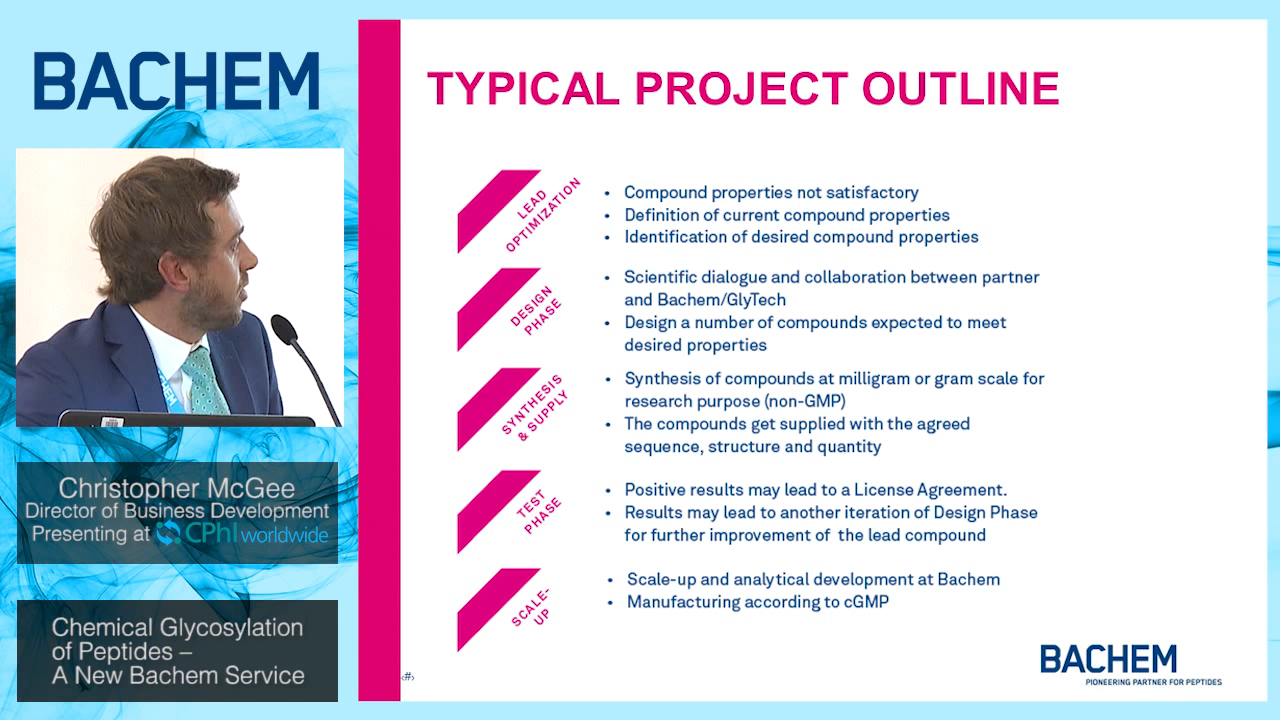 BACHEM
Christopher McGee
Director of Business Development
Presenting at CPhI worldwide
Chemical Glycosylation
of Peptides –
A New Bachem Service
TYPICAL PROJECT OUTLINE
LEAD
OPTIMIZATION
• Compound properties not satisfactory
• Definition of current compound properties
• Identification of desired compound properties
DESIGN
PHASE
• Scientific dialogue and collaboration between partner
and Bachem/GlyTech
• Design a number of compounds expected to meet
desired properties
SYNTHESIS
& SUPPLY
• Synthesis of compounds at milligram or gram scale for
research purpose (non-GMP)
• The compounds get supplied with the agreed
sequence, structure and quantity
TEST
PHASE
• Positive results may lead to a License Agreement.
• Results may lead to another iteration of Design Phase
for further improvement of the lead compound
SCALE-
UP
• Scale-up and analytical development at Bachem
• Manufacturing according to cGMP
‹#›
BACHEM
PIONEERING PARTNER FOR PEPTIDES